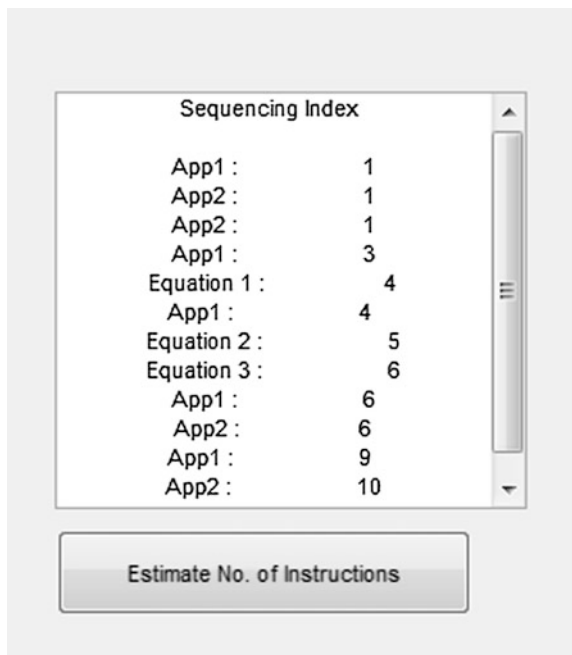 Sequencing Index
App1 : 1
App2 : 1
App2 : 1
App1 : 3
Equation 1 : 4
App1 : 4
Equation 2 : 5
Equation 3 : 6
App1 : 6
App2 : 6
App1 : 9
App2 : 10
Estimate No. of Instructions